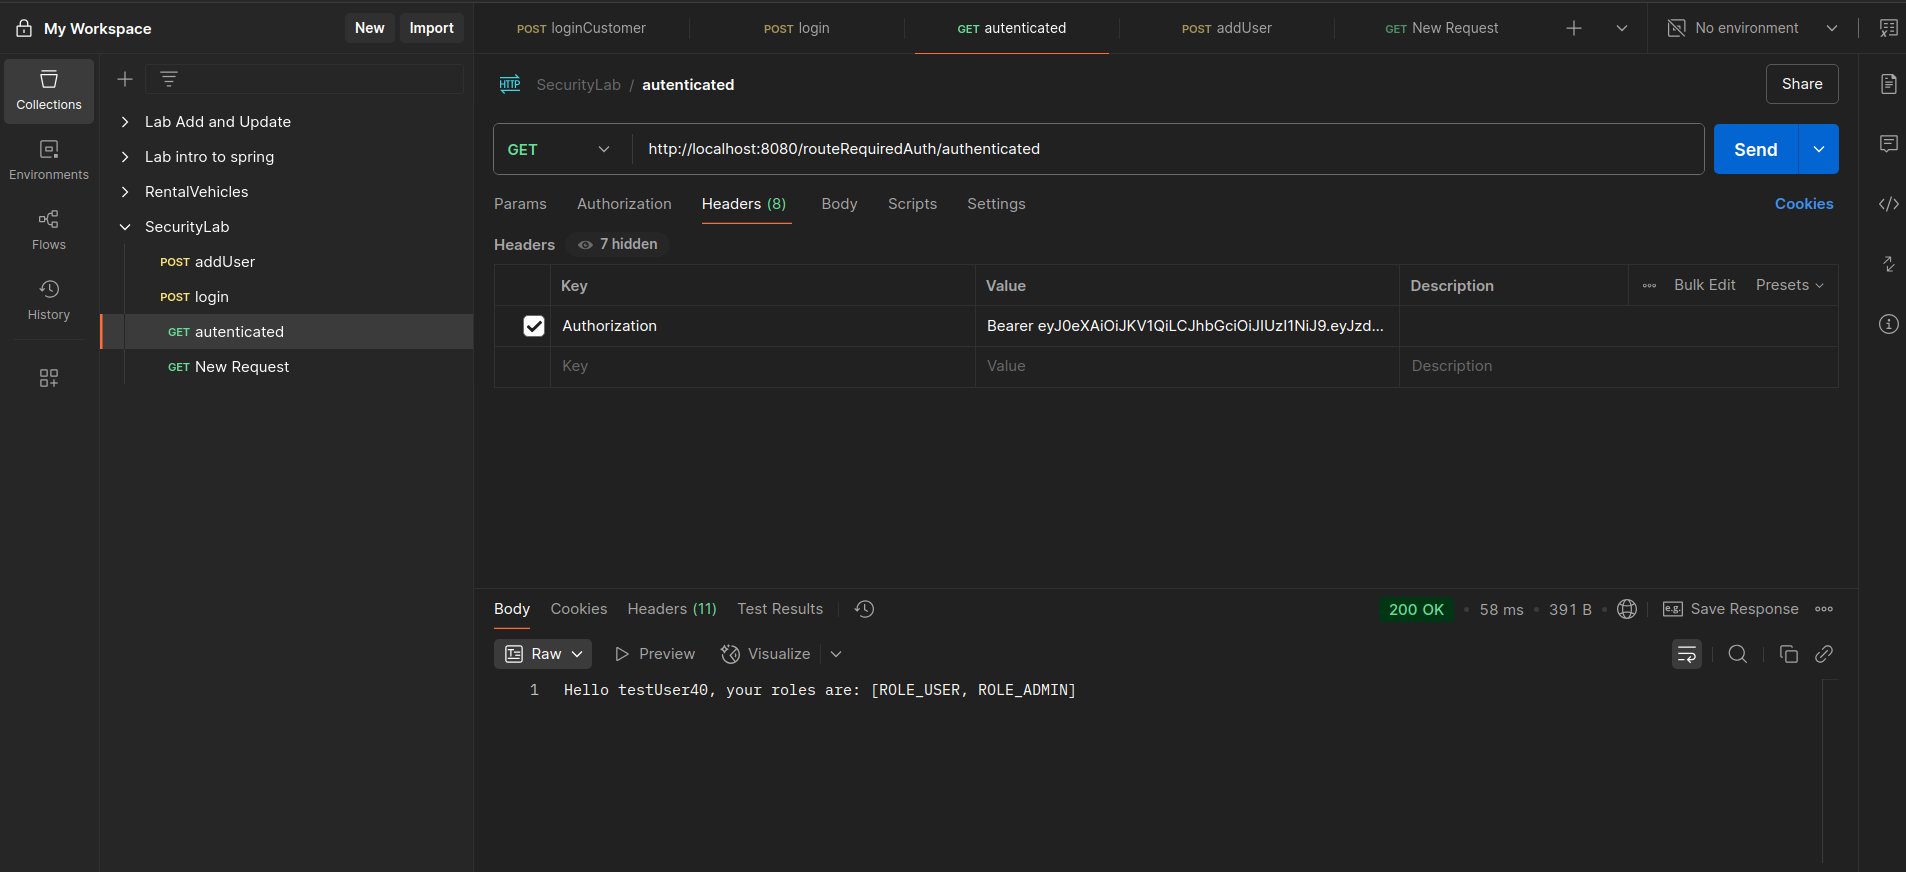 My Workspace
New
Import
POST loginCustomer
POST login
GET autenticated
POST addUser
GET New Request
No environment
Collections
Environments
Flows
History
Lab Add and Update
Lab intro to spring
RentalVehicles
SecurityLab
POST addUser
POST login
GET autenticated
GET New Request
HTTP SecurityLab / autenticated
Share
GET http://localhost:8080/routeRequiredAuth/authenticated
Send
Params Authorization Headers (8) Body Scripts Settings
Cookies
Headers 7 hidden
Key Value Description ••• Bulk Edit Presets
Authorization Bearer eyJ0eXAiOiJKV1QiLCJhbGciOiJIUzI1NiJ9.eyJzd...
Key Value Description
Body Cookies Headers (11) Test Results
200 OK • 58 ms • 391 B • e.g. Save Response
Raw Preview Visualize
1 Hello testUser40, your roles are: [ROLE_USER, ROLE_ADMIN]